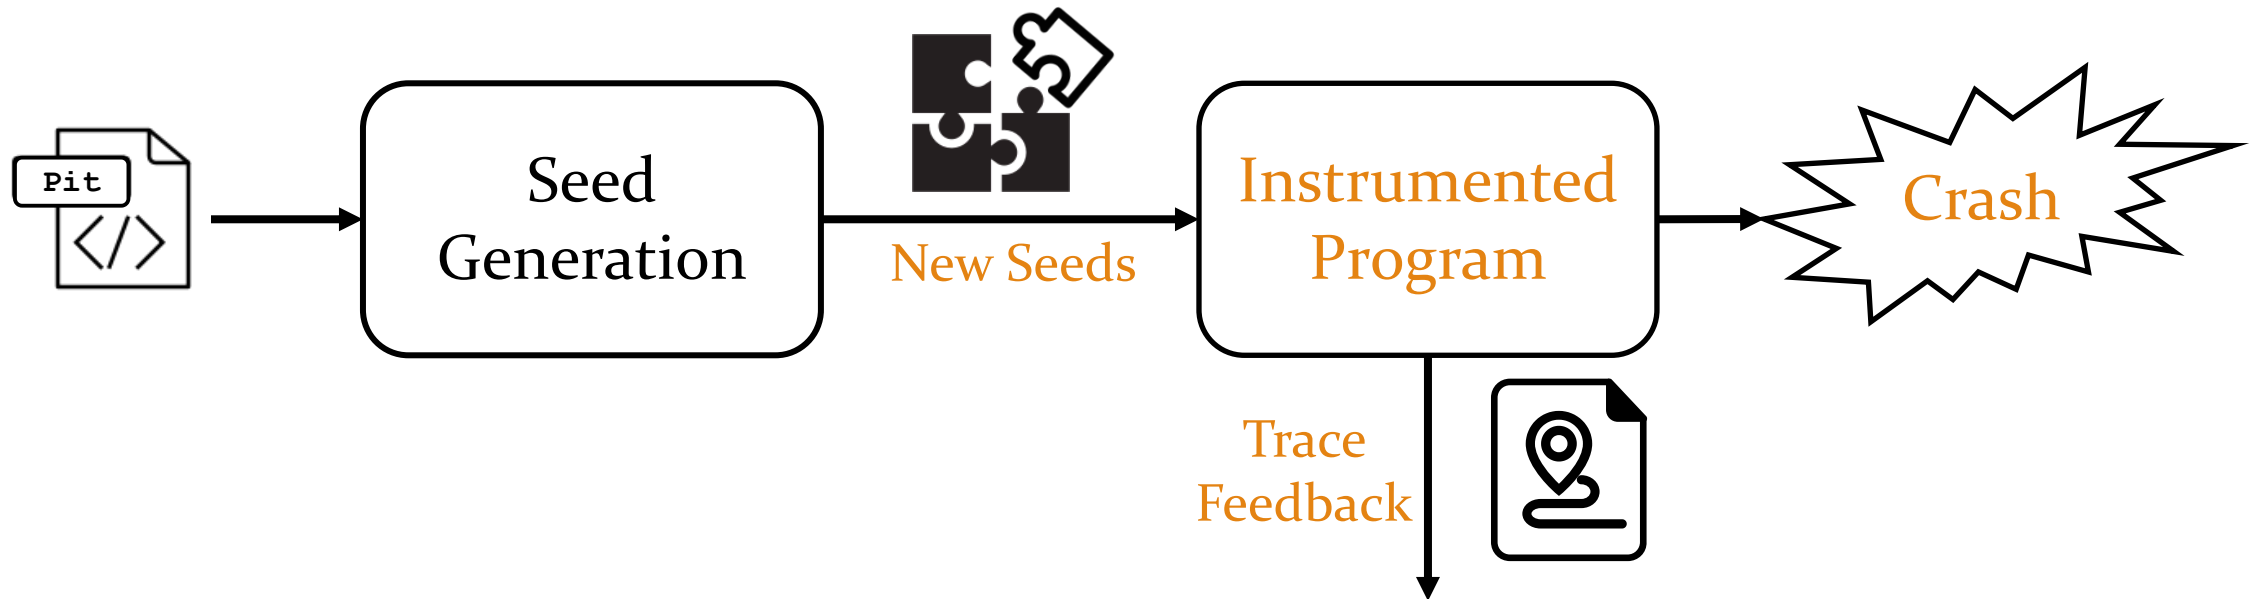 Pit
Seed
Generation
New Seeds
Instrumented
Program
Crash
Trace
Feedback